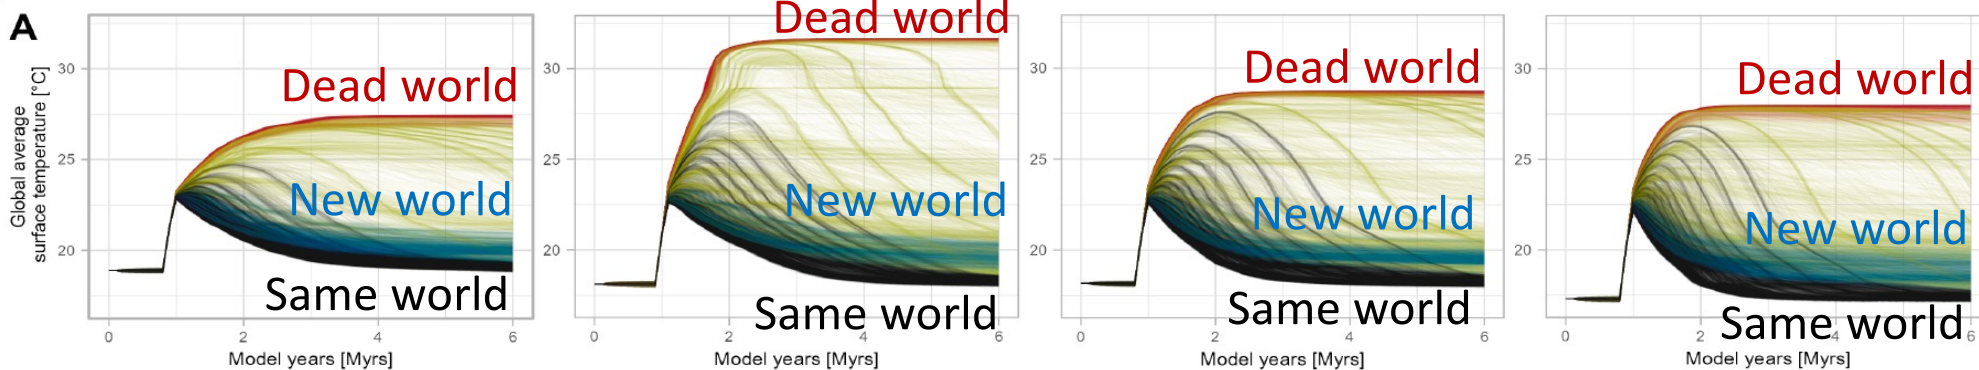 A
Global average
surface temperature [°C]
30
25
20
Dead world
New world
Same world
0 2 4 6
Model years [Myrs]
30
25
20
Dead world
New world
Same world
0 2 4 6
Model years [Myrs]
30
25
20
Dead world
New world
Same world
0 2 4 6
Model years [Myrs]
30
25
20
Dead world
New world
Same world
0 2 4 6
Model years [Myrs]